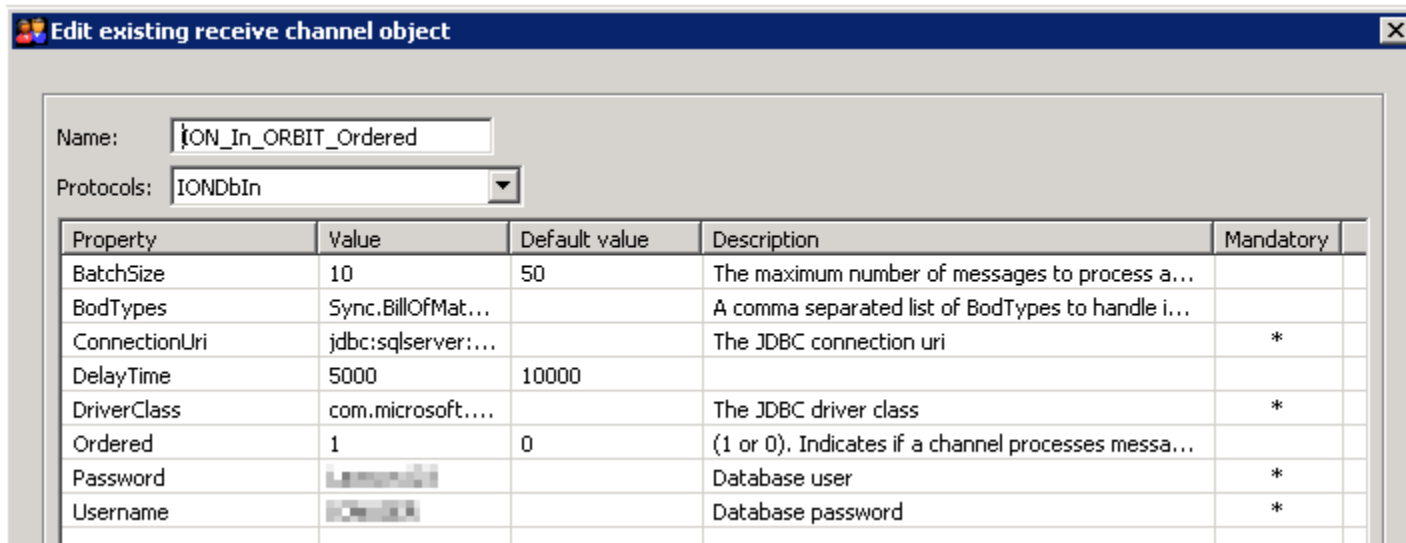 Edit existing receive channel object
Name: ION_In_ORBIT_Ordered
Protocols: IONDbIn
Property Value Default value Description Mandatory
BatchSize 10 50 The maximum number of messages to process a...
BodTypes Sync.BillOfMat... A comma separated list of BodTypes to handle i...
ConnectionUri jdbc:sqlserver:... The JDBC connection uri *
DelayTime 5000 10000
DriverClass com.microsoft.... The JDBC driver class *
Ordered 1 0 (1 or 0). Indicates if a channel processes messa...
Password Database user *
Username Database password *